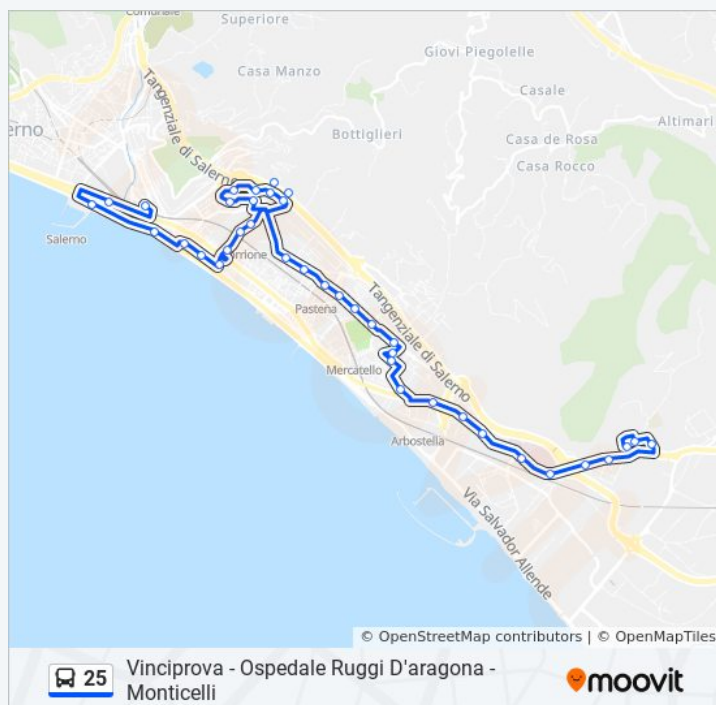 Comunale
Superiore
Casa Manzo
Giovi Piegolelle
Casale
Altimari
Tangenziale di Salerno
Bottiglieri
Casa de Rosa
Casa Rocco
erno
Salerno
Torrione
Pastena
Tangenziale di Salerno
Mercatello
Arbostella
Via Salvador Allende
© OpenStreetMap contributors | © OpenMapTiles
25
Vinciprova - Ospedale Ruggi D'aragona -
Monticelli
moovit